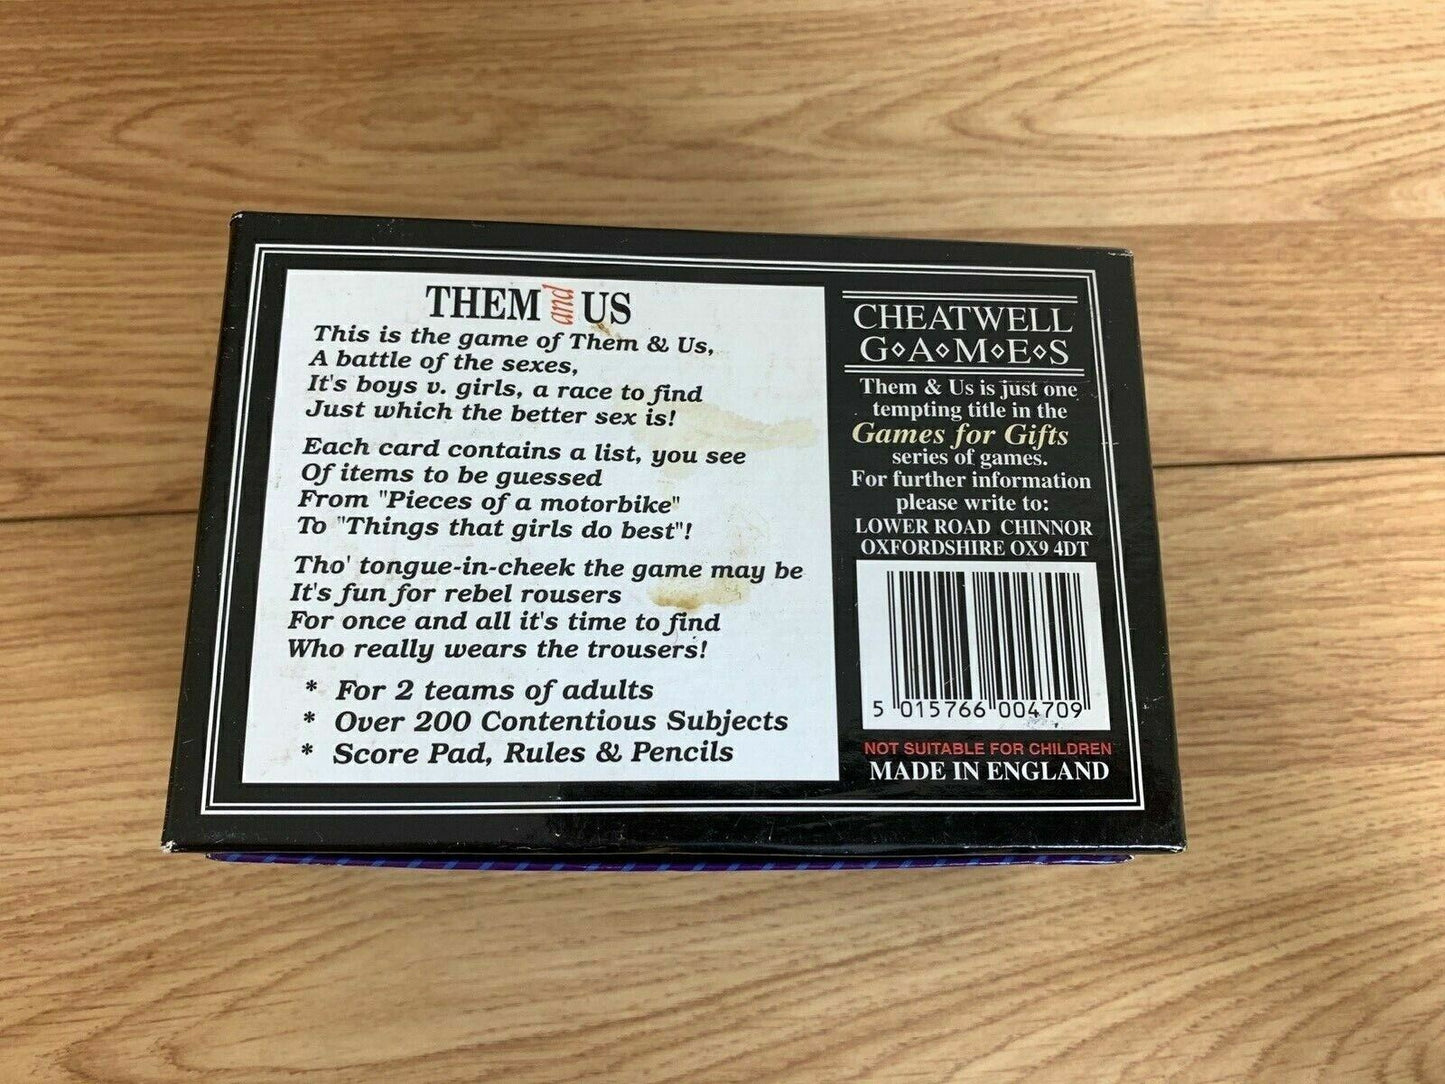 THEM and US
This is the game of Them & Us,
A battle of the sexes,
It's boys v. girls, a race to find
Just which the better sex is!
Each card contains a list, you see
Of items to be guessed
From "Pieces of a motorbike"
To "Things that girls do best"!
Tho' tongue-in-cheek the game may be
It's fun for rebel rousers
For once and all it's time to find
Who really wears the trousers!
* For 2 teams of adults
* Over 200 Contentious Subjects
* Score Pad, Rules & Pencils
CHEATWELL
G◇A◇M◇E◇S
Them & Us is just one
tempting title in the
Games for Gifts
series of games.
For further information
please write to:
LOWER ROAD CHINNOR
OXFORDSHIRE OX9 4DT
5 015766 004709
NOT SUITABLE FOR CHILDREN
MADE IN ENGLAND